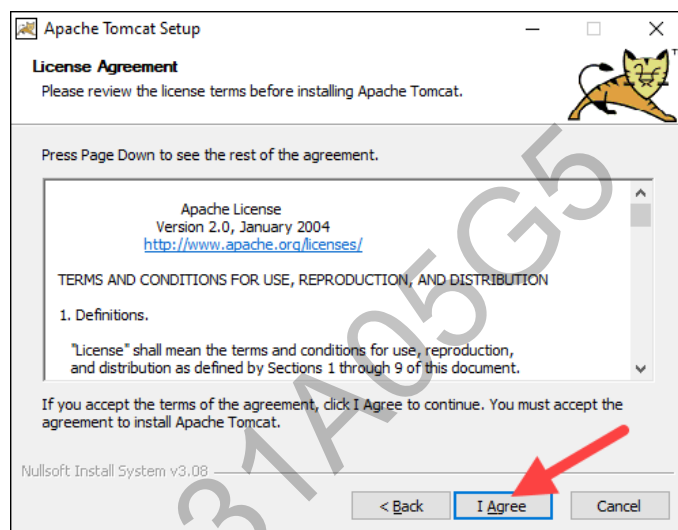 Apache Tomcat Setup
License Agreement
Please review the license terms before installing Apache Tomcat.
Press Page Down to see the rest of the agreement.
Apache License
Version 2.0, January 2004
http://www.apache.org/licenses/
TERMS AND CONDITIONS FOR USE, REPRODUCTION, AND DISTRIBUTION
1. Definitions.
"License" shall mean the terms and conditions for use, reproduction,
and distribution as defined by Sections 1 through 9 of this document.
If you accept the terms of the agreement, click I Agree to continue. You must accept the
agreement to install Apache Tomcat.
Nullsoft Install System v3.08
< Back I Agree Cancel
31A05G5